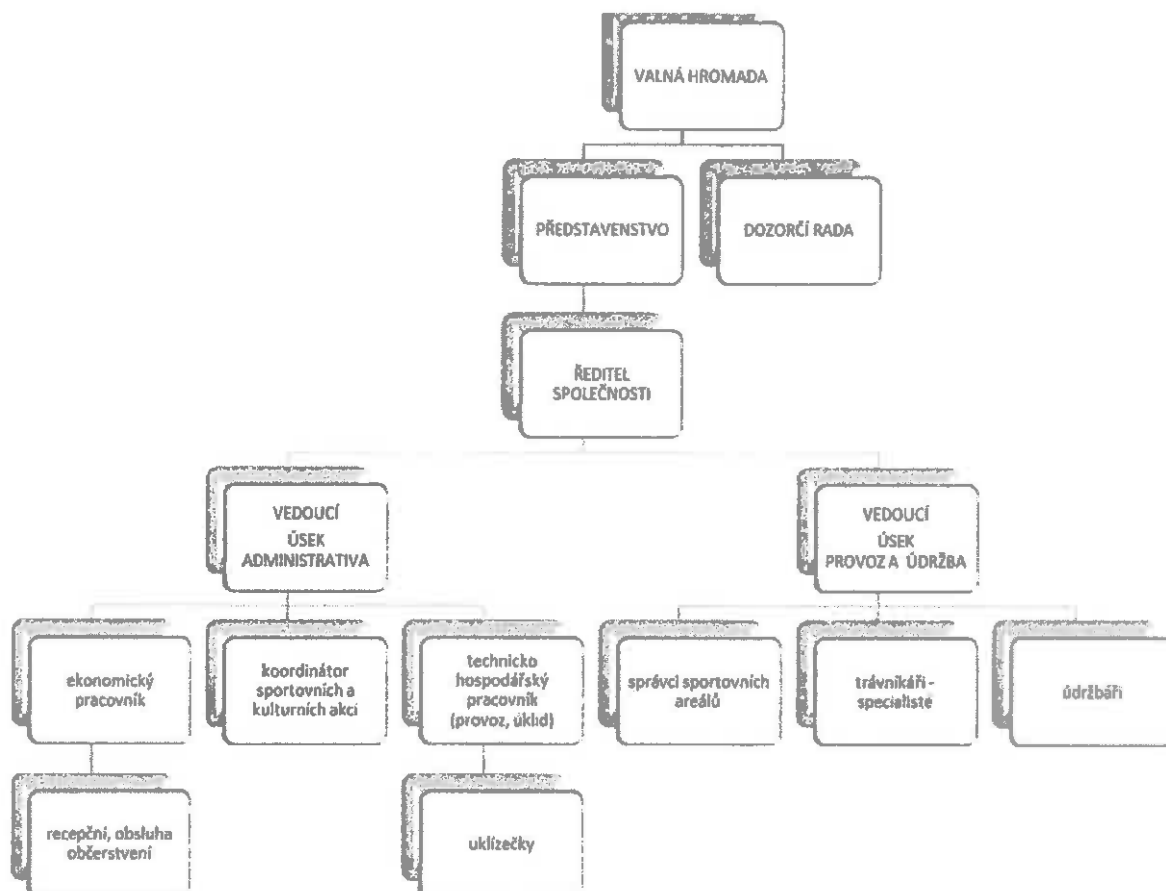 VALNÁ HROMADA
PŘEDSTAVENSTVO
DOZORČÍ RADA
ŘEDITEL
SPOLEČNOSTI
VEDOUCÍ
ÚSEK
ADMINISTRATIVA
VEDOUCÍ
ÚSEK
PROVOZ A ÚDRŽBA
ekonomický
pracovník
koordinátor
sportovních a
kulturních akcí
technicko
hospodářský
pracovník
(provoz, úklid)
správci sportovních
areálů
trávníkáři -
specialisté
údržbáři
recepční, obsluha
občerstvení
uklízečky